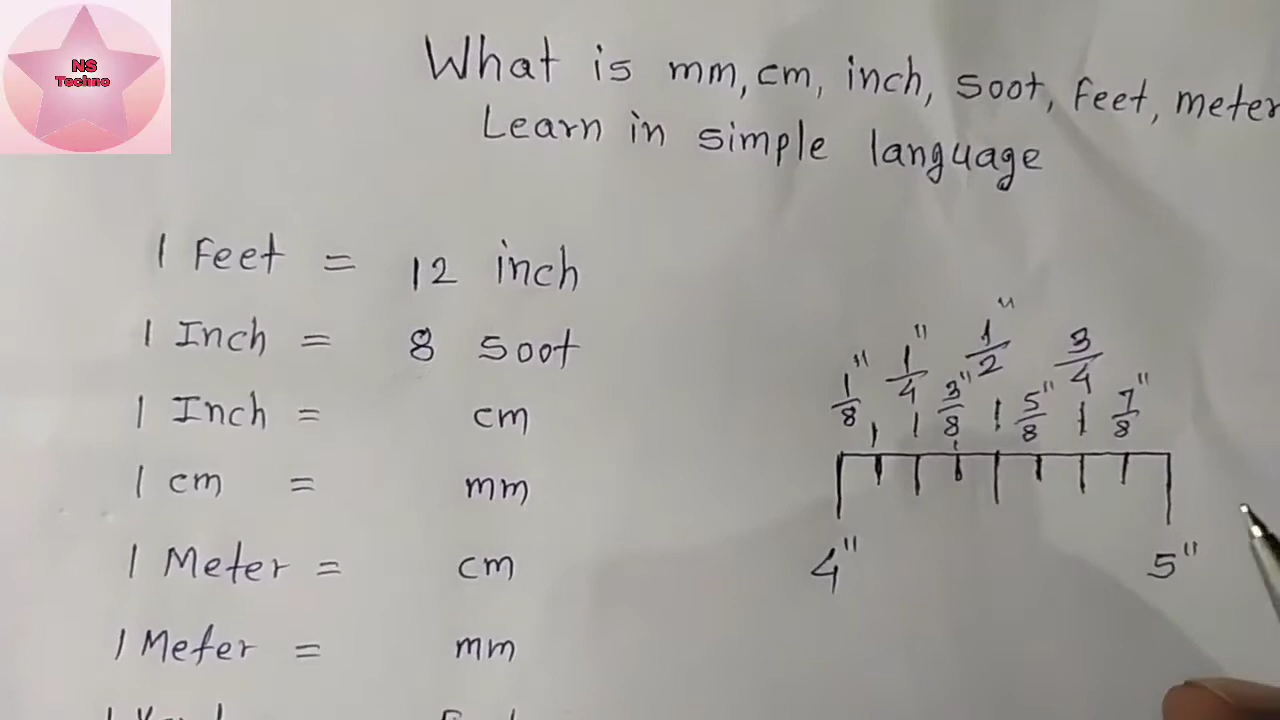 NS
Techno
What is mm, cm, inch, soot, feet, meter
Learn in simple language
1 Feet = 12 inch
1 Inch = 8 soot
1 Inch = cm
1 cm = mm
1 Meter = cm
1 Meter = mm
1/8" 1/4" 3/8" 1/2" 5/8" 3/4 7/8"
4" 5"